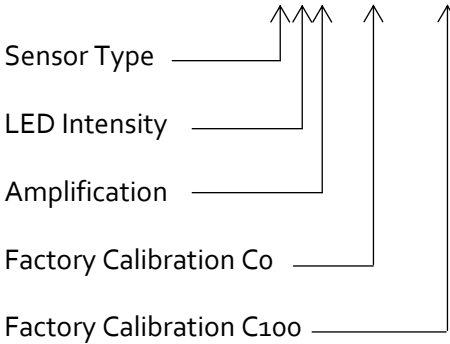 Sensor Type
LED Intensity
Amplification
Factory Calibration C0
Factory Calibration C100